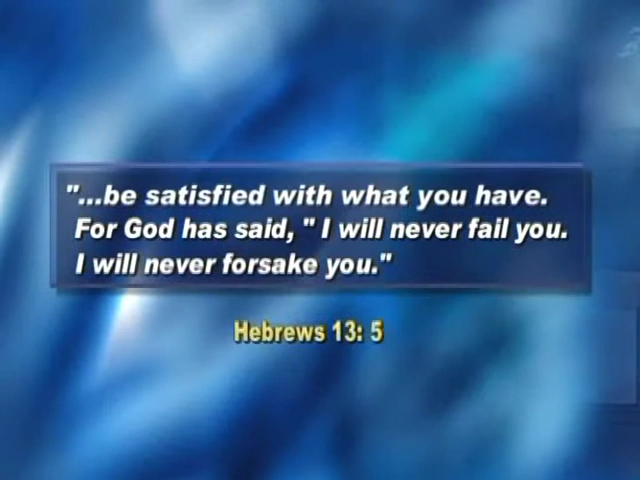 "...be satisfied with what you have.
For God has said, " I will never fail you.
I will never forsake you."
Hebrews 13: 5